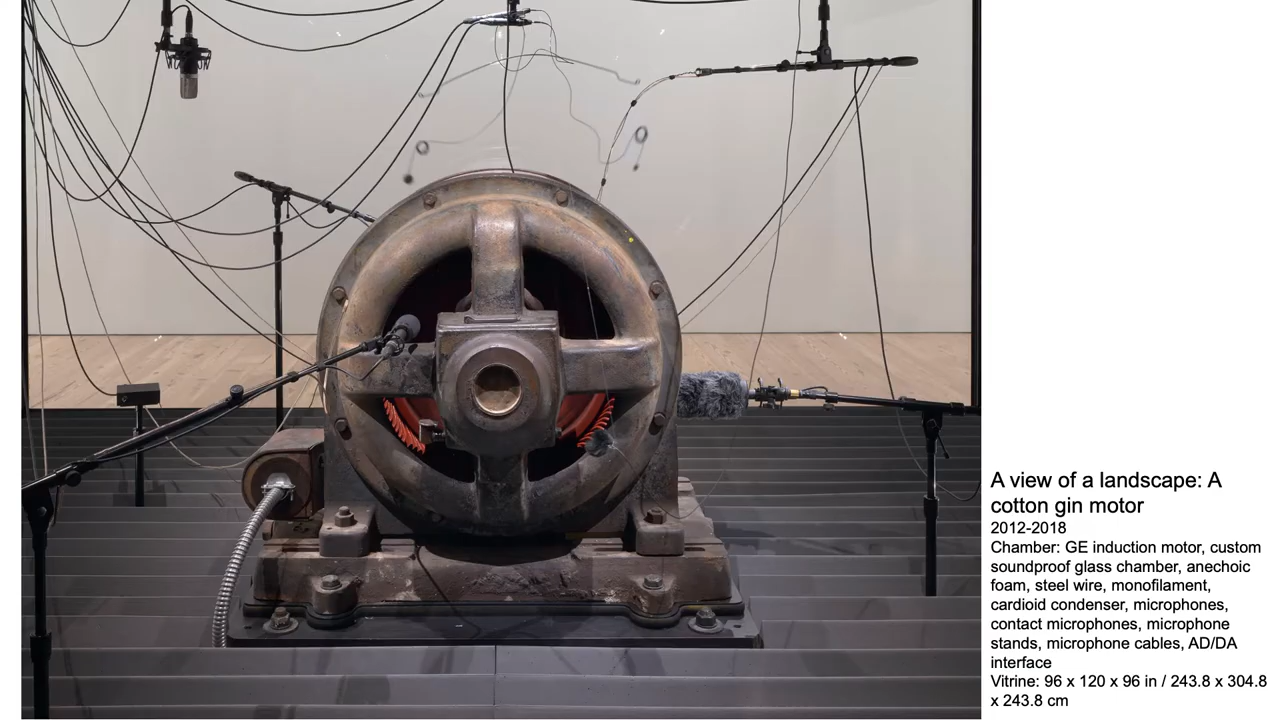 A view of a landscape: A
cotton gin motor
2012-2018
Chamber: GE induction motor, custom
soundproof glass chamber, anechoic
foam, steel wire, monofilament,
cardioid condenser, microphones,
contact microphones, microphone
stands, microphone cables, AD/DA
interface
Vitrine: 96 x 120 x 96 in / 243.8 x 304.8
x 243.8 cm